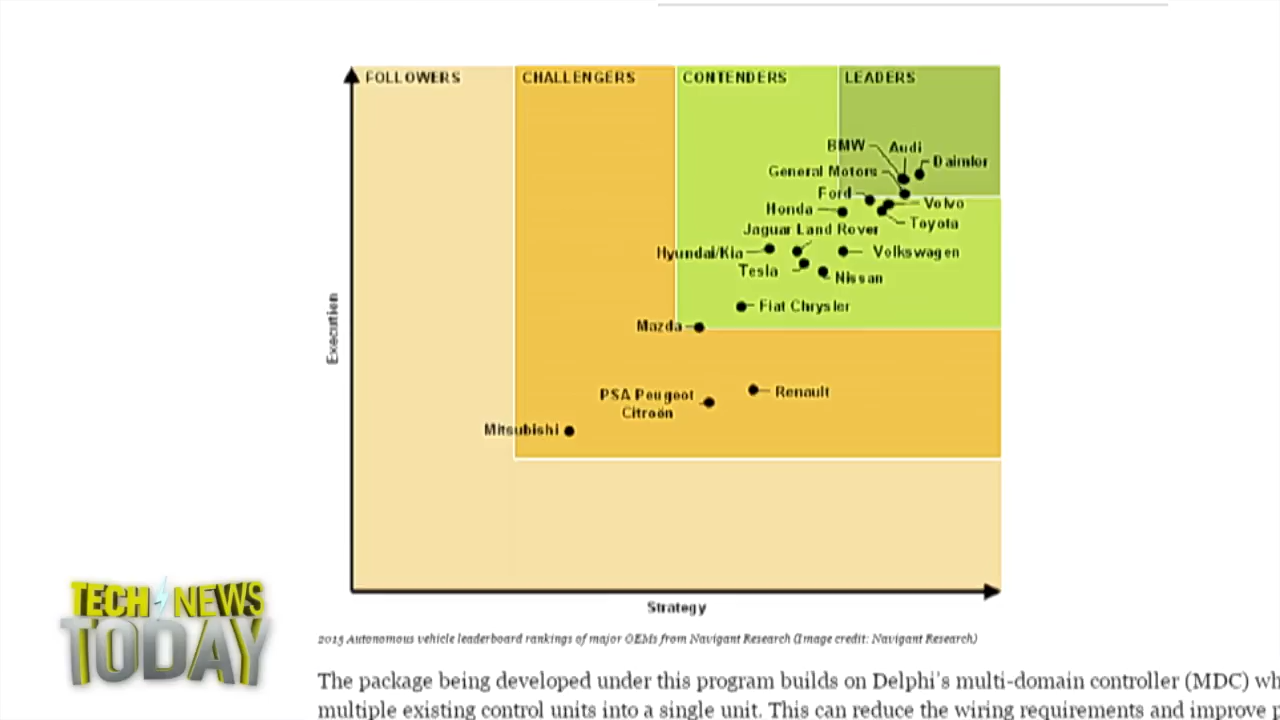 FOLLOWERS
CHALLENGERS
CONTENDERS
LEADERS
BMW
Audi
Daimler
General Motors
Ford
Volvo
Honda
Toyota
Jaguar Land Rover
Hyundai/Kia
Volkswagen
Tesla
Nissan
Fiat Chrysler
Mazda
PSA Peugeot
Citroën
Renault
Mitsubishi
Execution
Strategy
2015 Autonomous vehicle leaderboard rankings of major OEMs from Navigant Research (Image credit: Navigant Research)
The package being developed under this program builds on Delphi's multi-domain controller (MDC) wh
multiple existing control units into a single unit. This can reduce the wiring requirements and improve p
TECH NEWS
TODAY